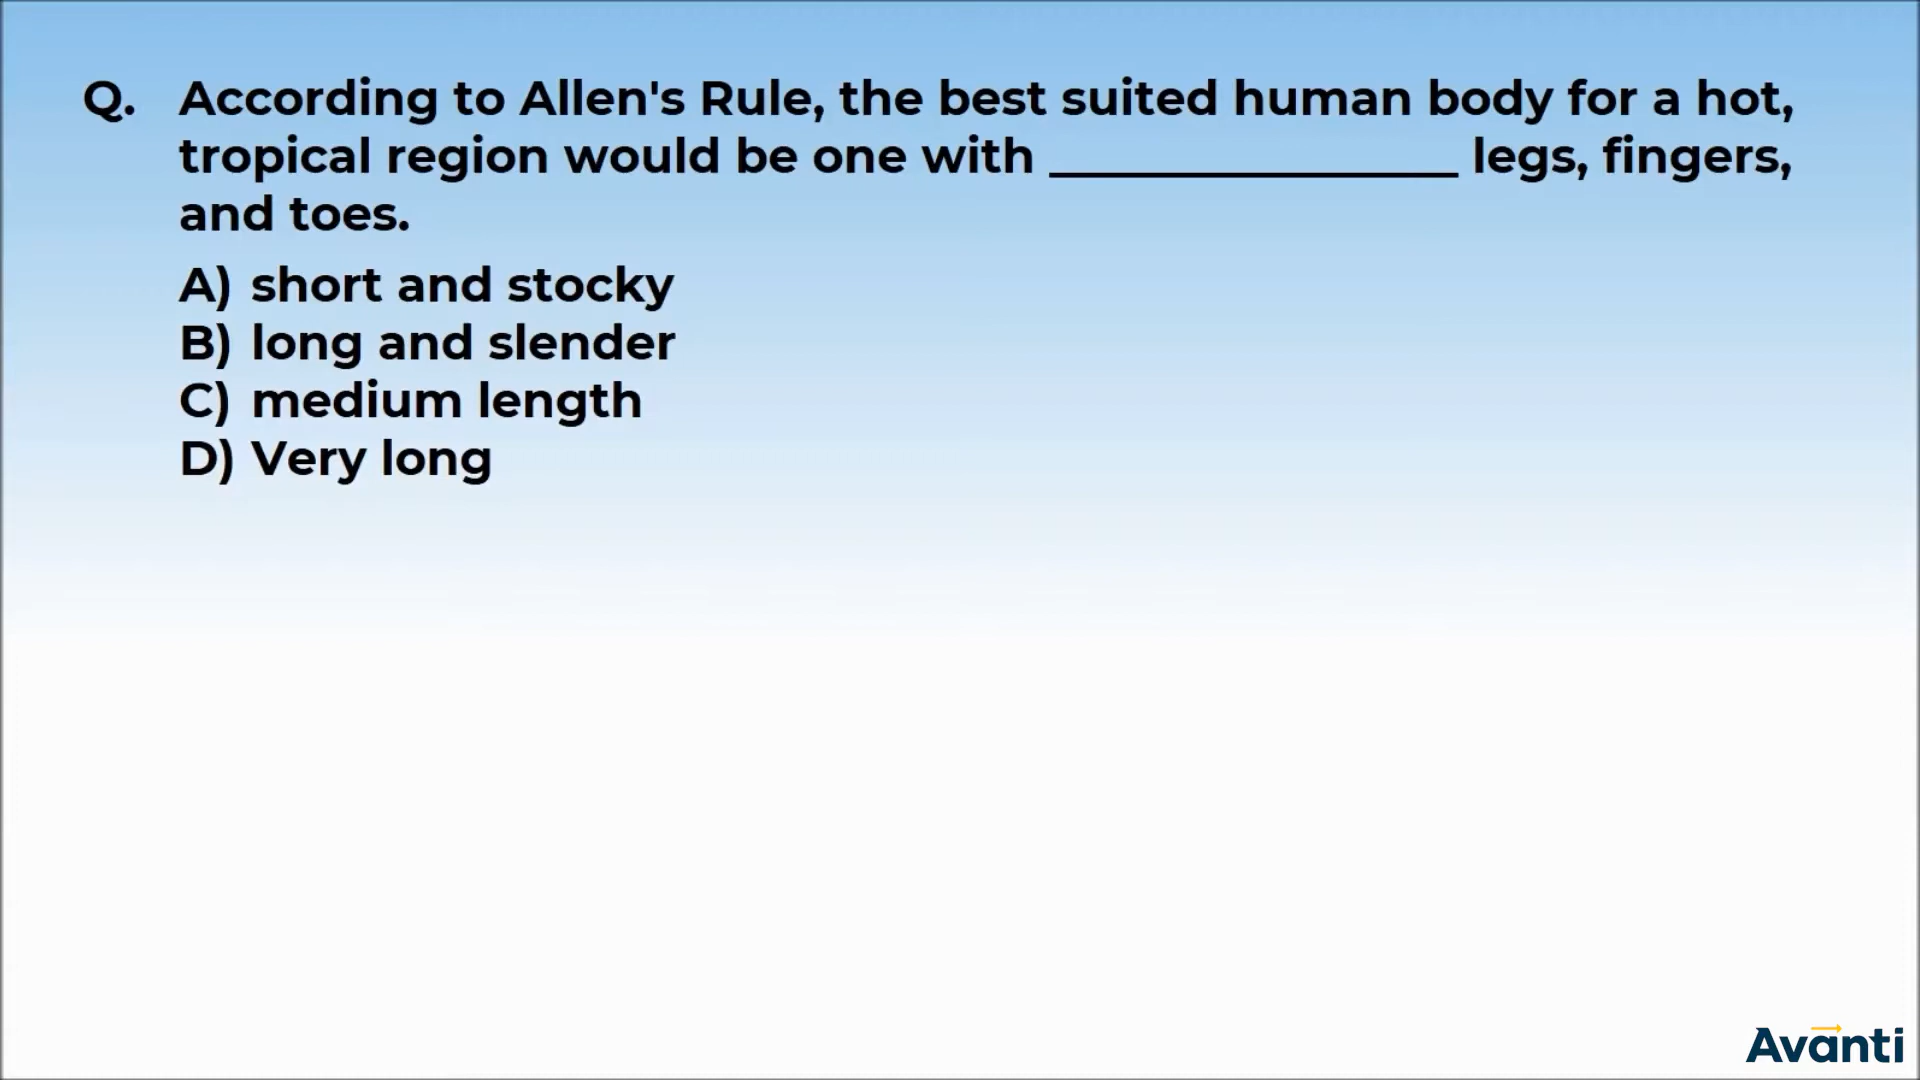 Q. According to Allen's Rule, the best suited human body for a hot,
tropical region would be one with _______________ legs, fingers,
and toes.
A) short and stocky
B) long and slender
C) medium length
D) Very long
Avanti